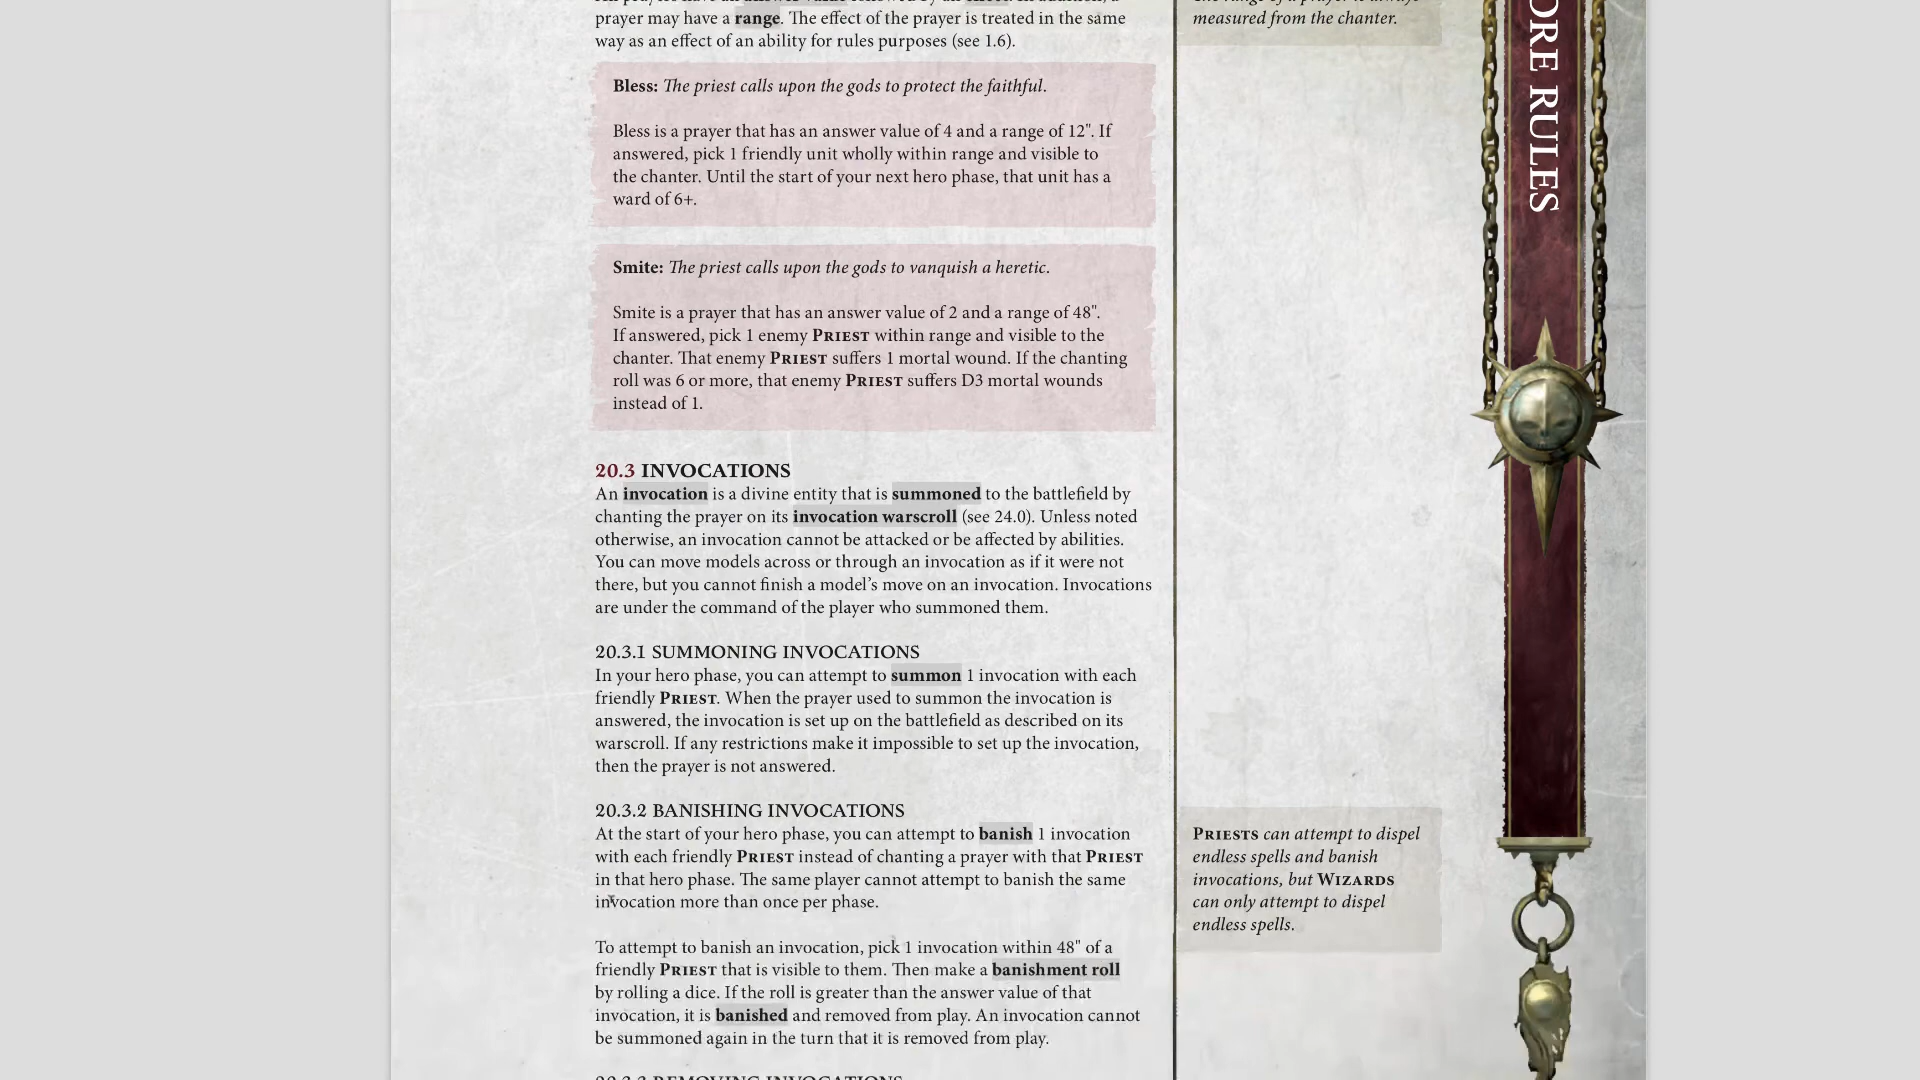 prayer may have a range. The effect of the prayer is treated in the same
way as an effect of an ability for rules purposes (see 1.6).
Bless: The priest calls upon the gods to protect the faithful.
Bless is a prayer that has an answer value of 4 and a range of 12". If
answered, pick 1 friendly unit wholly within range and visible to
the chanter. Until the start of your next hero phase, that unit has a
ward of 6+.
Smite: The priest calls upon the gods to vanquish a heretic.
Smite is a prayer that has an answer value of 2 and a range of 48".
If answered, pick 1 enemy PRIEST within range and visible to the
chanter. That enemy PRIEST suffers 1 mortal wound. If the chanting
roll was 6 or more, that enemy PRIEST suffers D3 mortal wounds
instead of 1.
20.3 INVOCATIONS
An invocation is a divine entity that is summoned to the battlefield by
chanting the prayer on its invocation warscroll (see 24.0). Unless noted
otherwise, an invocation cannot be attacked or be affected by abilities.
You can move models across or through an invocation as if it were not
there, but you cannot finish a model's move on an invocation. Invocations
are under the command of the player who summoned them.
20.3.1 SUMMONING INVOCATIONS
In your hero phase, you can attempt to summon 1 invocation with each
friendly PRIEST. When the prayer used to summon the invocation is
answered, the invocation is set up on the battlefield as described on its
warscroll. If any restrictions make it impossible to set up the invocation,
then the prayer is not answered.
20.3.2 BANISHING INVOCATIONS
At the start of your hero phase, you can attempt to banish 1 invocation
with each friendly PRIEST instead of chanting a prayer with that PRIEST
in that hero phase. The same player cannot attempt to banish the same
invocation more than once per phase.
To attempt to banish an invocation, pick 1 invocation within 48" of a
friendly PRIEST that is visible to them. Then make a banishment roll
by rolling a dice. If the roll is greater than the answer value of that
invocation, it is banished and removed from play. An invocation cannot
be summoned again in the turn that it is removed from play.
20.3.3 REMOVING INVOCATIONS
measured from the chanter.
PRIESTS can attempt to dispel
endless spells and banish
invocations, but WIZARDS
can only attempt to dispel
endless spells.
ORE RULES